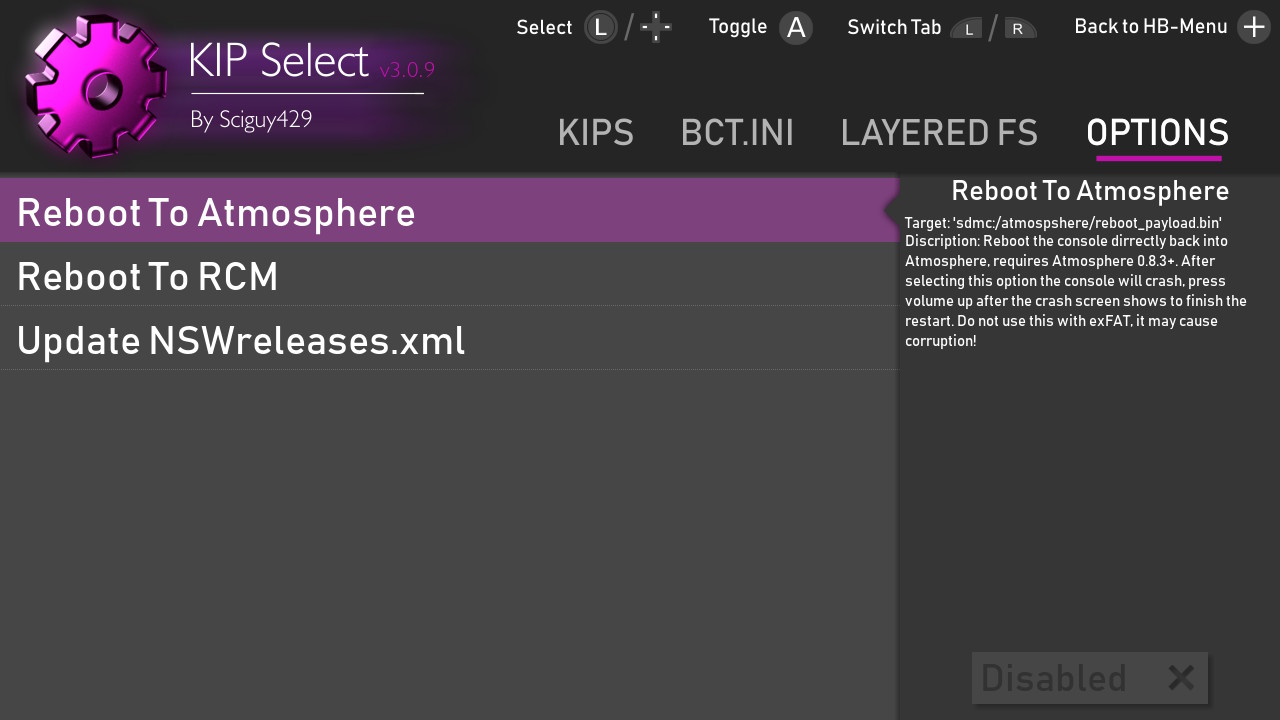 Select L / Toggle A Switch Tab L / R Back to HB-Menu
KIP Select v3.0.9
By Sciguy429
KIPS BCT.INI LAYERED FS OPTIONS
Reboot To Atmosphere
Reboot To RCM
Update NSWreleases.xml
Reboot To Atmosphere
Target: 'sdmc:/atmospshere/reboot_payload.bin'
Discription: Reboot the console dirrectly back into
Atmosphere, requires Atmosphere 0.8.3+. After
selecting this option the console will crash, press
volume up after the crash screen shows to finish the
restart. Do not use this with exFAT, it may cause
corruption!
Disabled